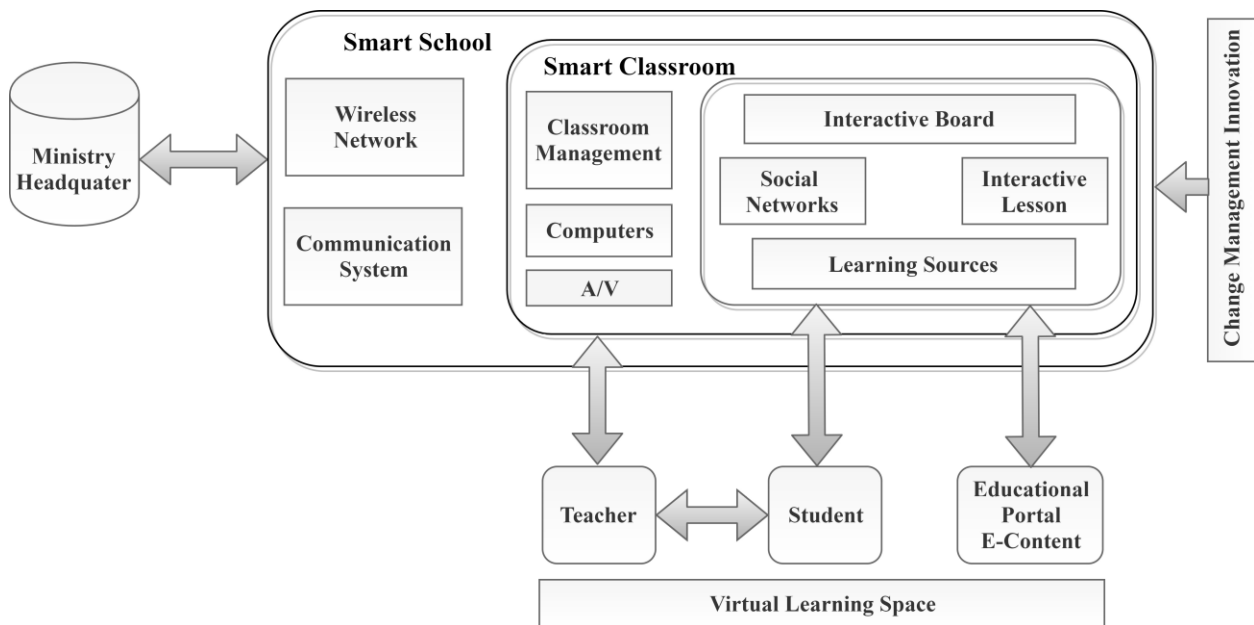 Smart School
Smart Classroom
Ministry
Headquater
Wireless
Network
Communication
System
Classroom
Management
Computers
A/V
Interactive Board
Social
Networks
Interactive
Lesson
Learning Sources
Change Management Innovation
Teacher
Student
Educational
Portal
E-Content
Virtual Learning Space